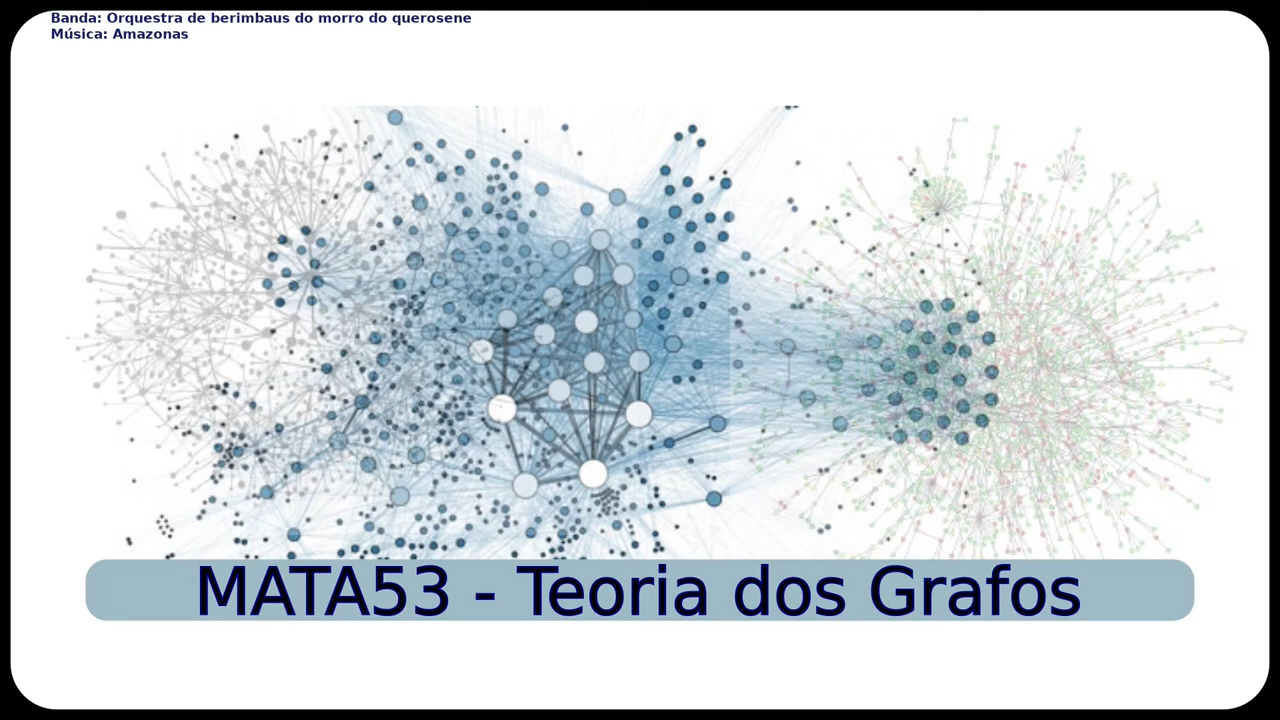 Banda: Orquestra de berimbaus do morro do querosene
Música: Amazonas
MATA53 - Teoria dos Grafos